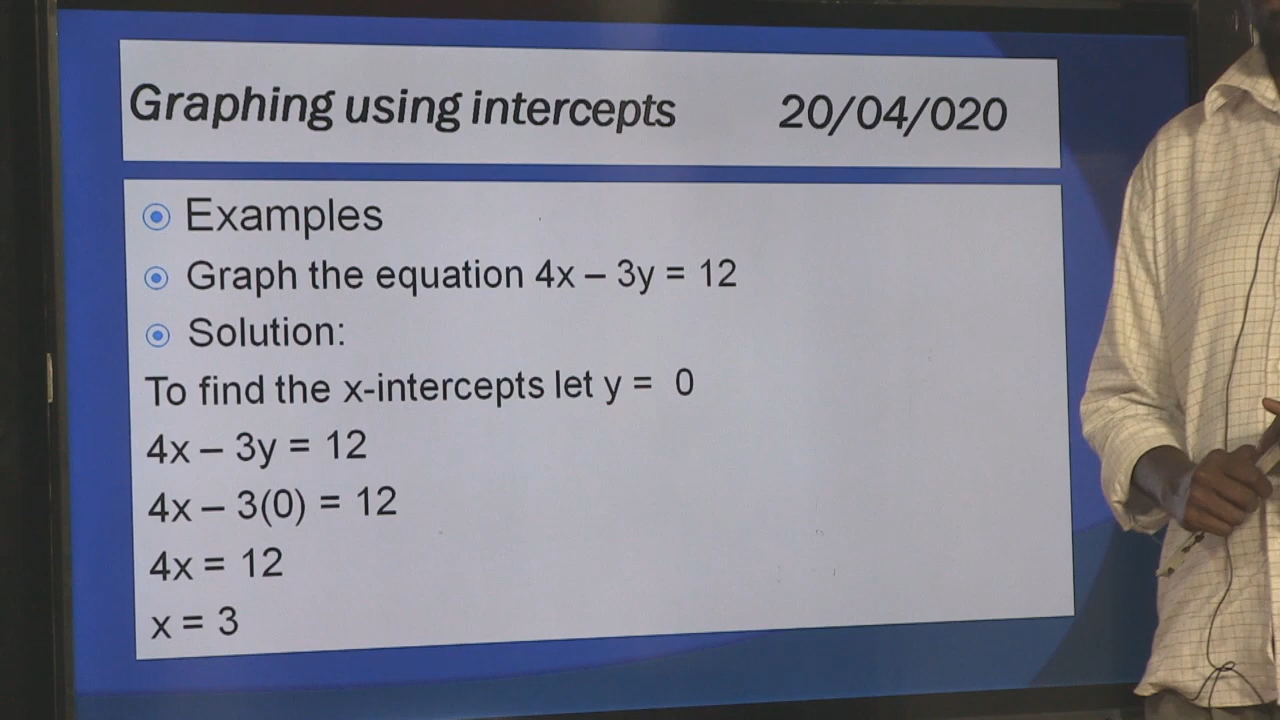 Graphing using intercepts 20/04/020
Examples
Graph the equation 4x – 3y = 12
Solution:
To find the x-intercepts let y = 0
4x – 3y = 12
4x – 3(0) = 12
4x = 12
x = 3